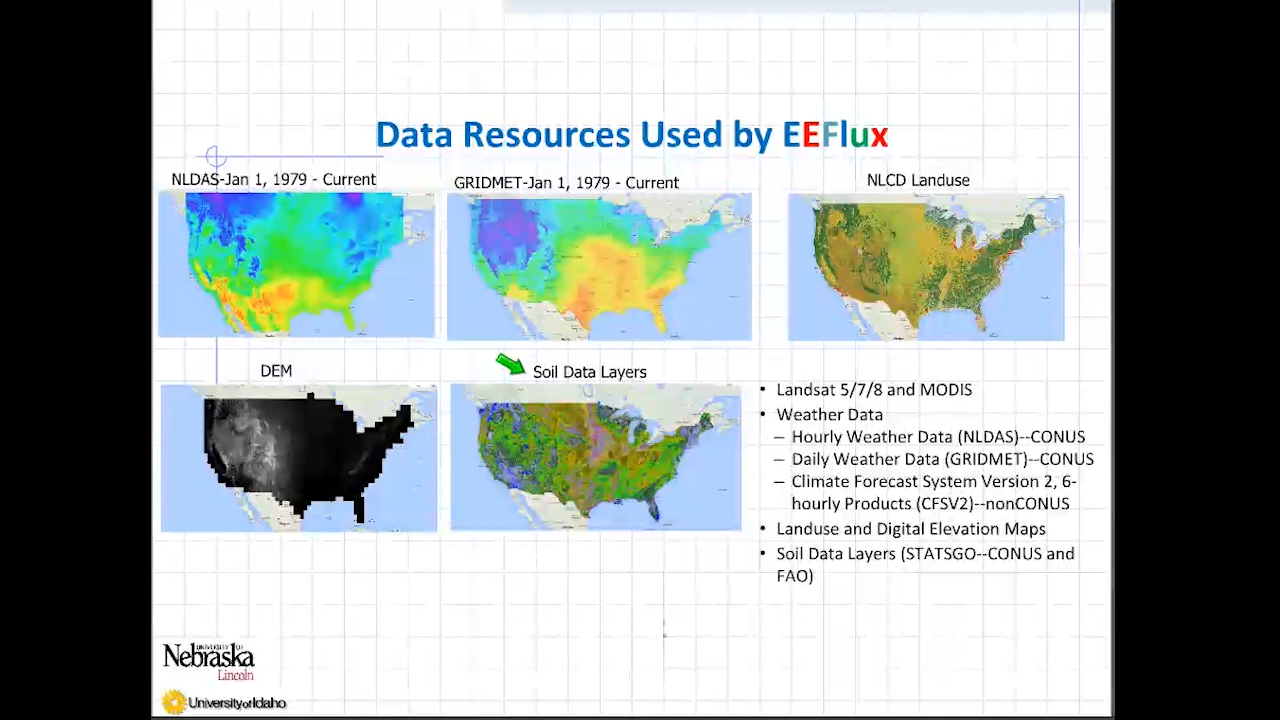 Data Resources Used by EEFlux
NLDAS-Jan 1, 1979 - Current
GRIDMET-Jan 1, 1979 - Current
NLCD Landuse
DEM
Soil Data Layers
• Landsat 5/7/8 and MODIS
• Weather Data
– Hourly Weather Data (NLDAS)--CONUS
– Daily Weather Data (GRIDMET)--CONUS
– Climate Forecast System Version 2, 6-
hourly Products (CFSV2)--nonCONUS
• Landuse and Digital Elevation Maps
• Soil Data Layers (STATSGO--CONUS and
FAO)
UNIVERSITY OF
Nebraska
Lincoln
UniversityofIdaho